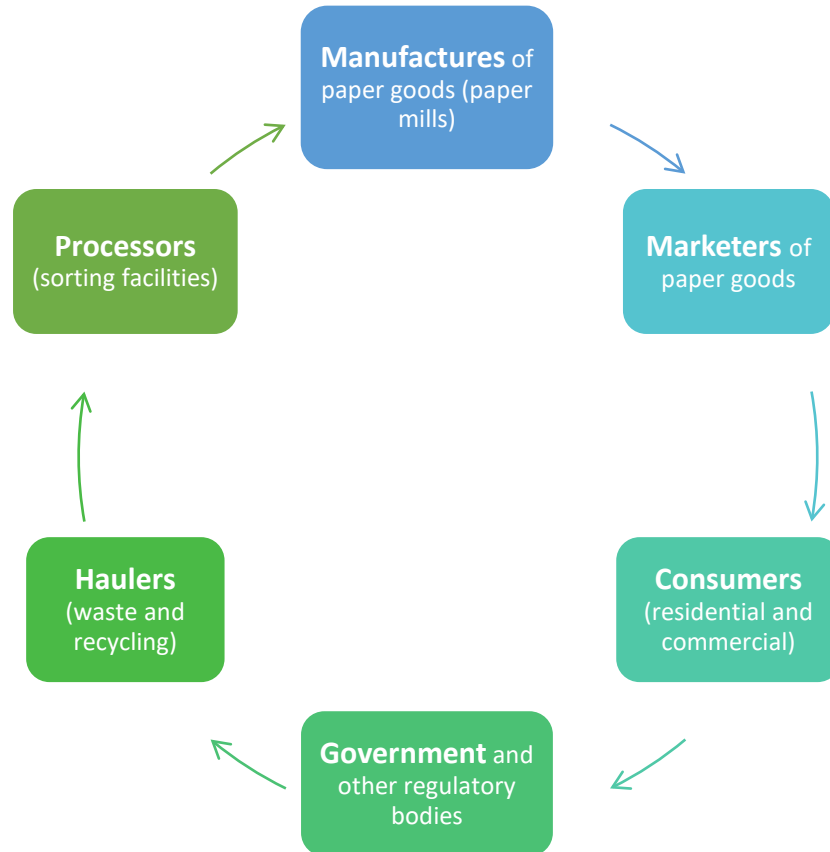 Manufactures of
paper goods (paper
mills)
Marketers of
paper goods
Consumers
(residential and
commercial)
Government and
other regulatory
bodies
Haulers
(waste and
recycling)
Processors
(sorting facilities)